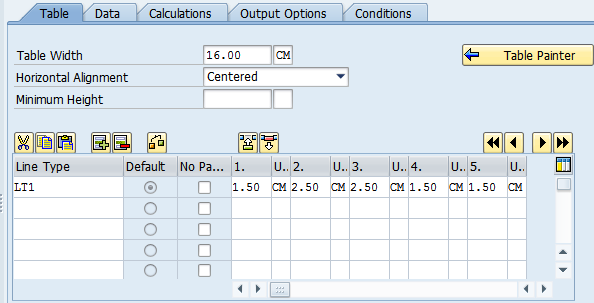 Table Data Calculations Output Options Conditions
Table Width 16.00 CM Table Painter
Horizontal Alignment Centered
Minimum Height
Line Type Default No Pa... 1. U.. 2. U.. 3. U.. 4. U.. 5. U..
LT1 1.50 CM 2.50 CM 2.50 CM 1.50 CM 1.50 CM